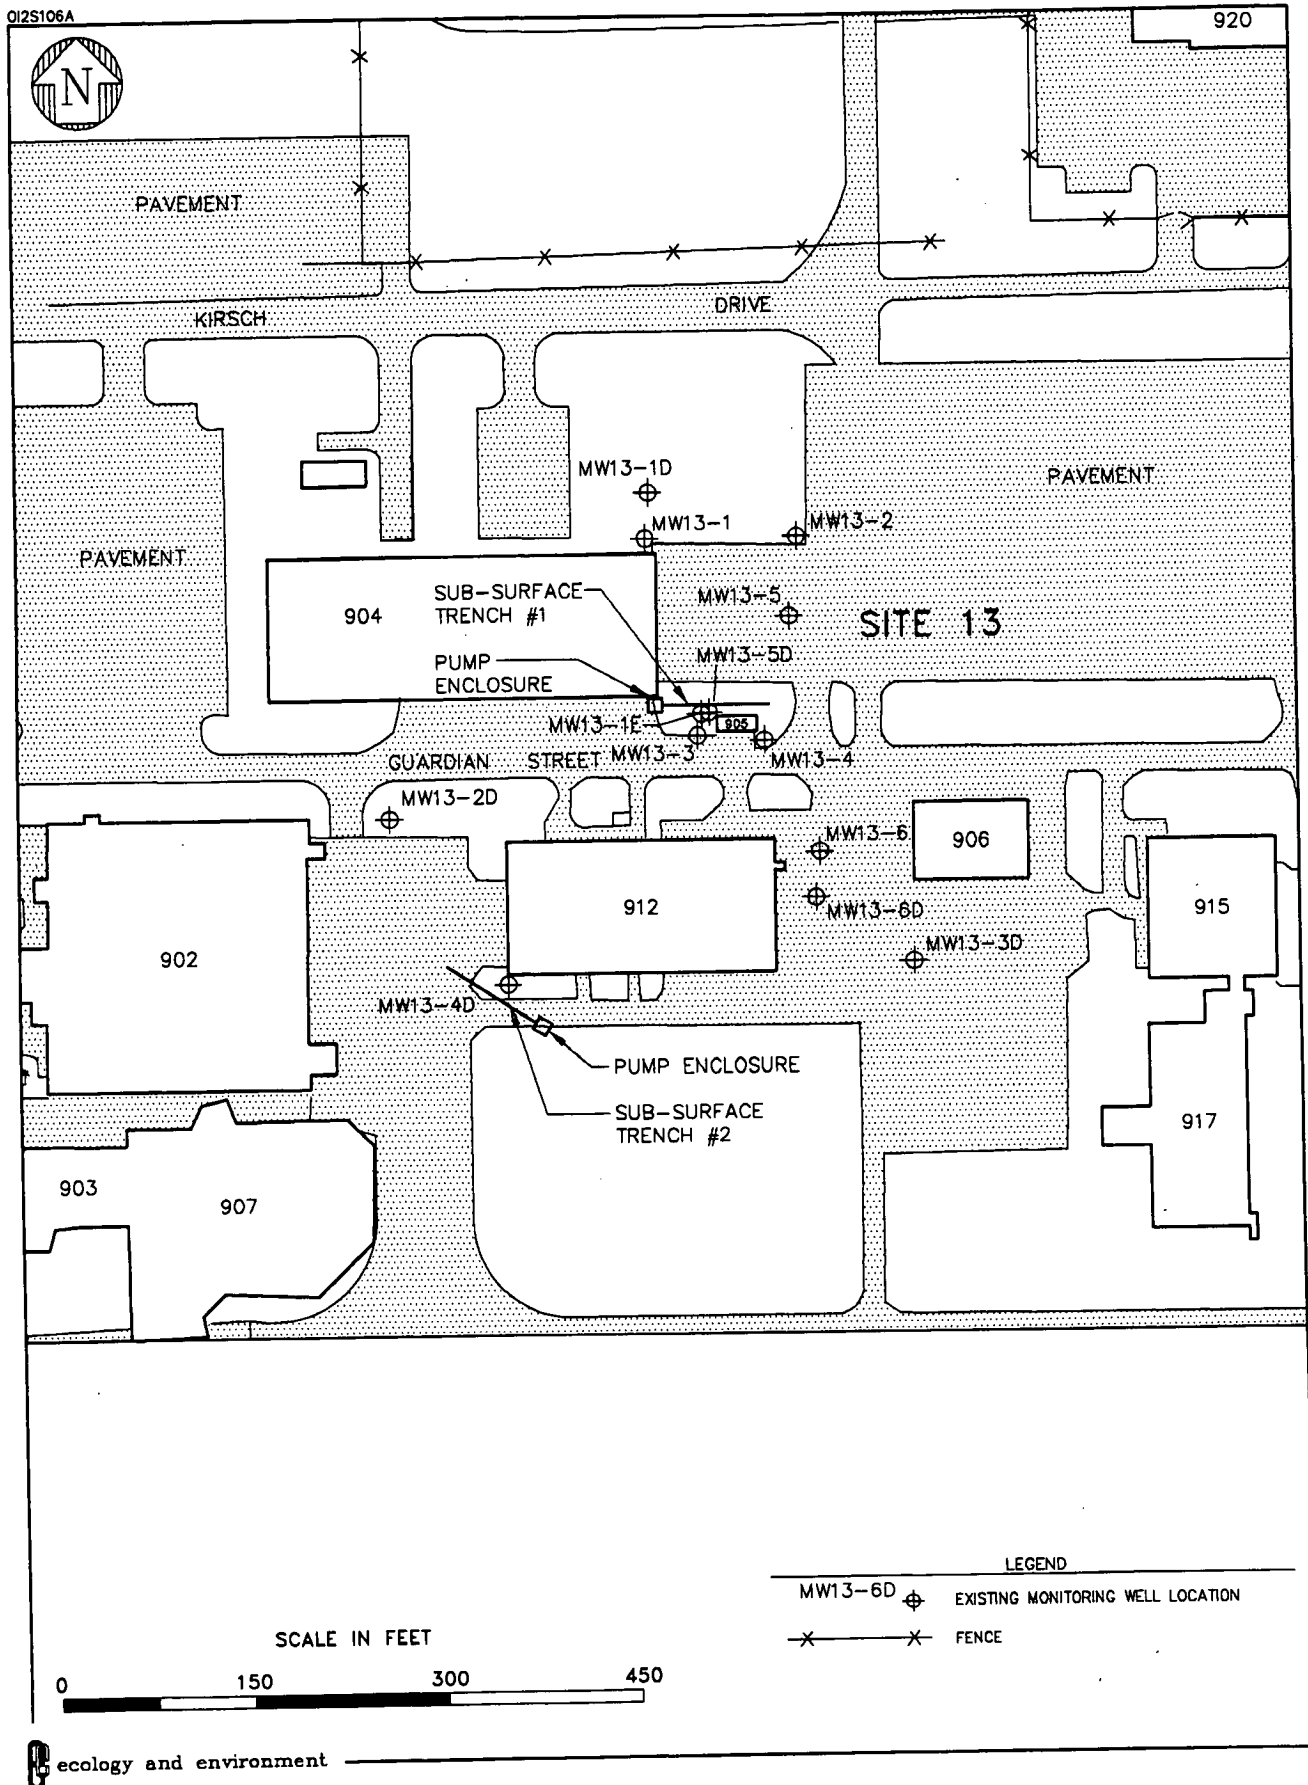 OI2S106A
920
N
PAVEMENT
KIRSCH DRIVE
MW13-1D
PAVEMENT
MW13-1
MW13-2
PAVEMENT
904
SUB-SURFACE
TRENCH #1
MW13-5
SITE 13
PUMP
ENCLOSURE
MW13-5D
MW13-1E
905
MW13-3
MW13-4
GUARDIAN STREET
MW13-2D
MW13-6
906
912
MW13-6D
915
902
MW13-3D
MW13-4D
PUMP ENCLOSURE
SUB-SURFACE
TRENCH #2
917
903
907
LEGEND
MW13-6D EXISTING MONITORING WELL LOCATION
FENCE
SCALE IN FEET
0 150 300 450
ecology and environment